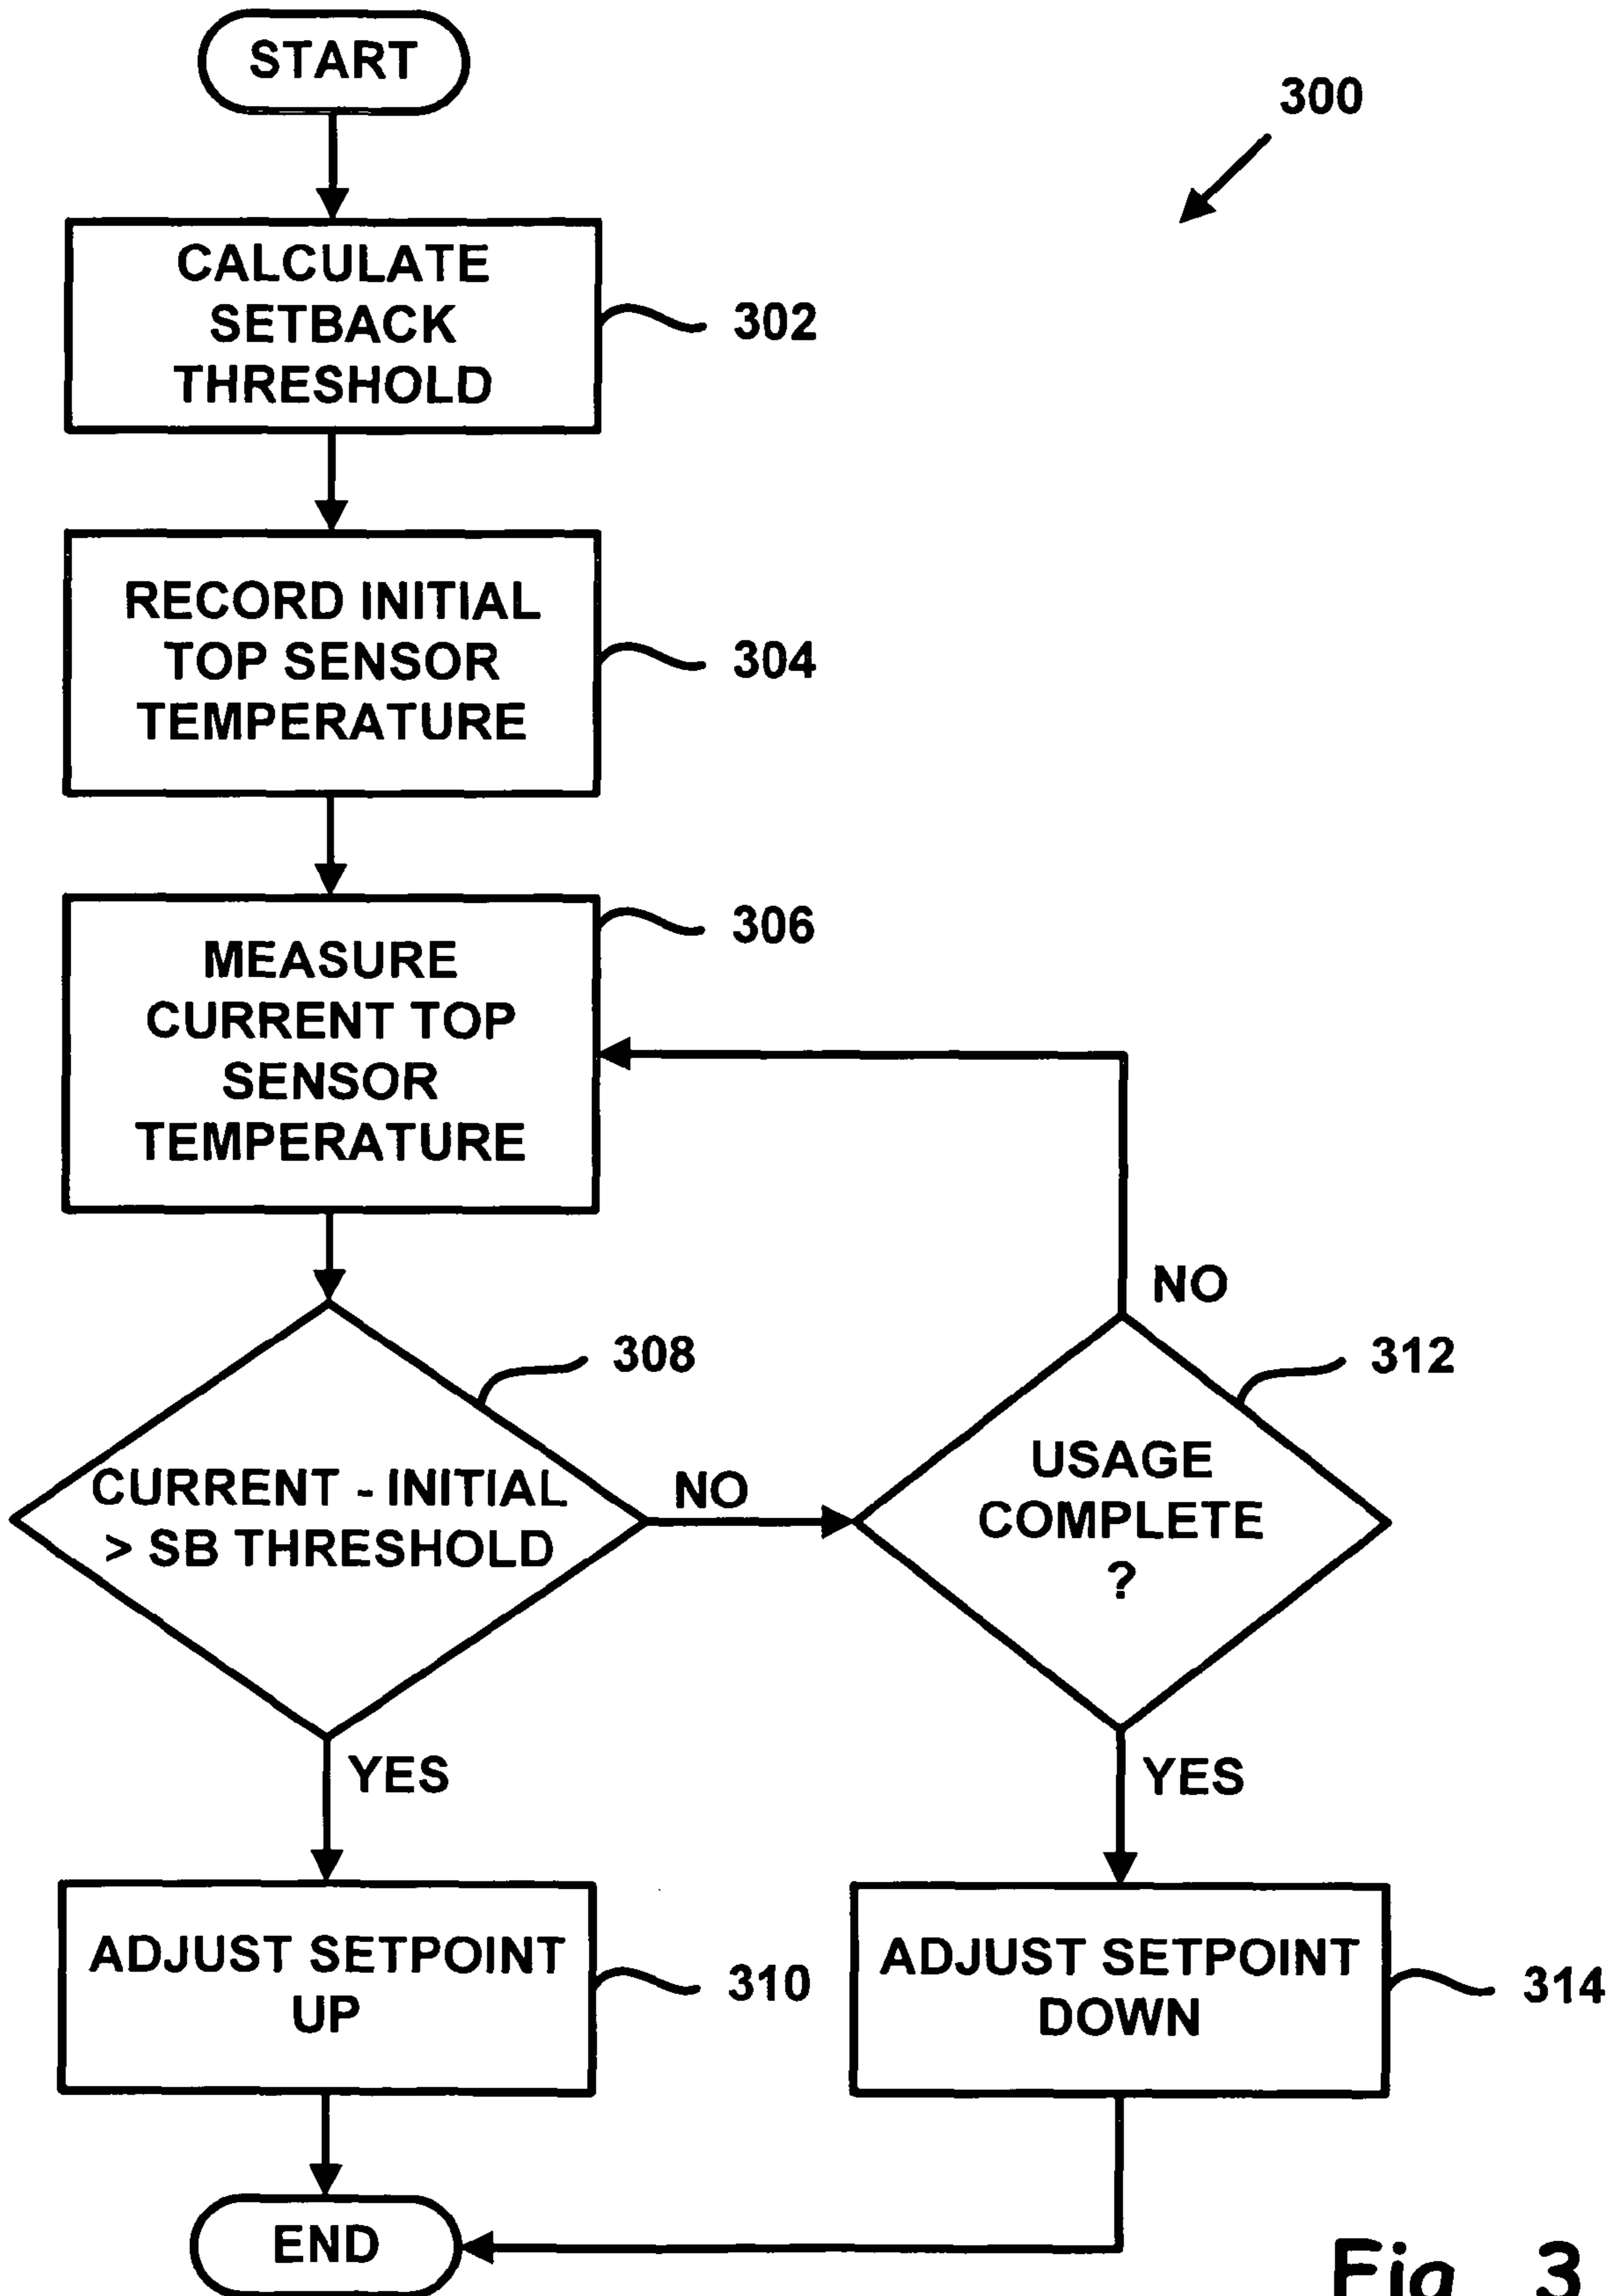 START
300
CALCULATE
SETBACK
THRESHOLD
302
RECORD INITIAL
TOP SENSOR
TEMPERATURE
304
MEASURE
CURRENT TOP
SENSOR
TEMPERATURE
306
CURRENT - INITIAL
> SB THRESHOLD
308
NO
USAGE
COMPLETE
?
312
NO
YES
YES
ADJUST SETPOINT
UP
310
ADJUST SETPOINT
DOWN
314
END
Fig. 3